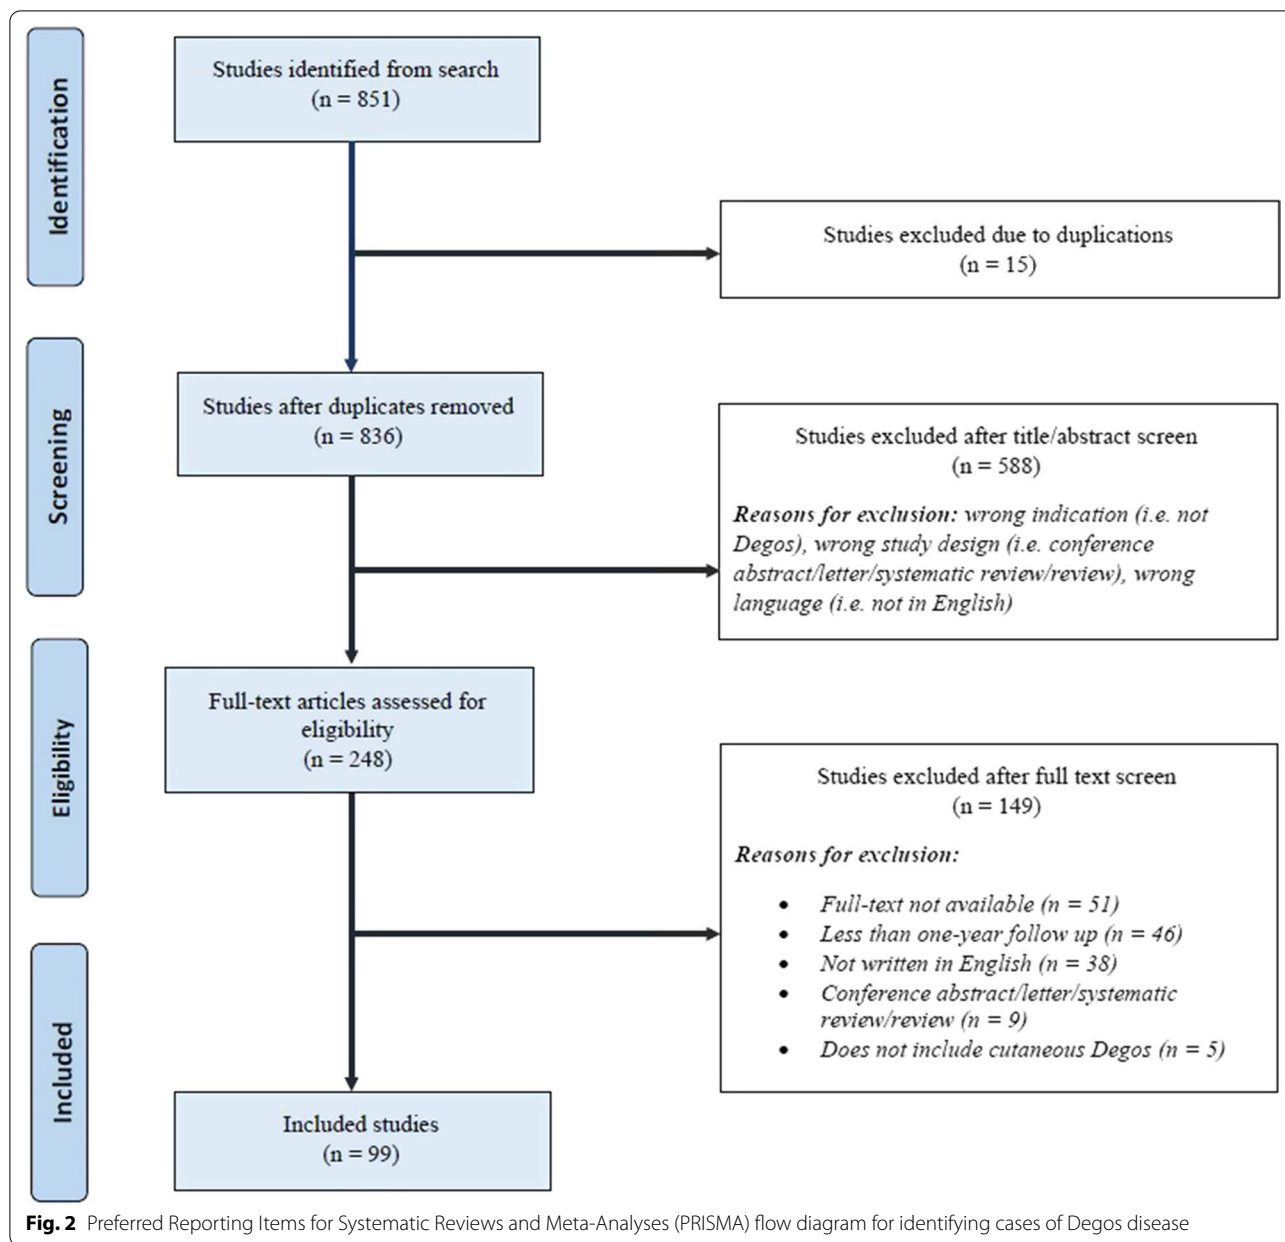 Identification
Studies identified from search
(n = 851)
Studies excluded due to duplications
(n = 15)
Screening
Studies after duplicates removed
(n = 836)
Studies excluded after title/abstract screen
(n = 588)
Reasons for exclusion: wrong indication (i.e. not
Degos), wrong study design (i.e. conference
abstract/letter/systematic review/review), wrong
language (i.e. not in English)
Eligibility
Full-text articles assessed for
eligibility
(n = 248)
Studies excluded after full text screen
(n = 149)
Reasons for exclusion:
• Full-text not available (n = 51)
• Less than one-year follow up (n = 46)
• Not written in English (n = 38)
• Conference abstract/letter/systematic
review/review (n = 9)
• Does not include cutaneous Degos (n = 5)
Included
Included studies
(n = 99)
Fig. 2 Preferred Reporting Items for Systematic Reviews and Meta-Analyses (PRISMA) flow diagram for identifying cases of Degos disease